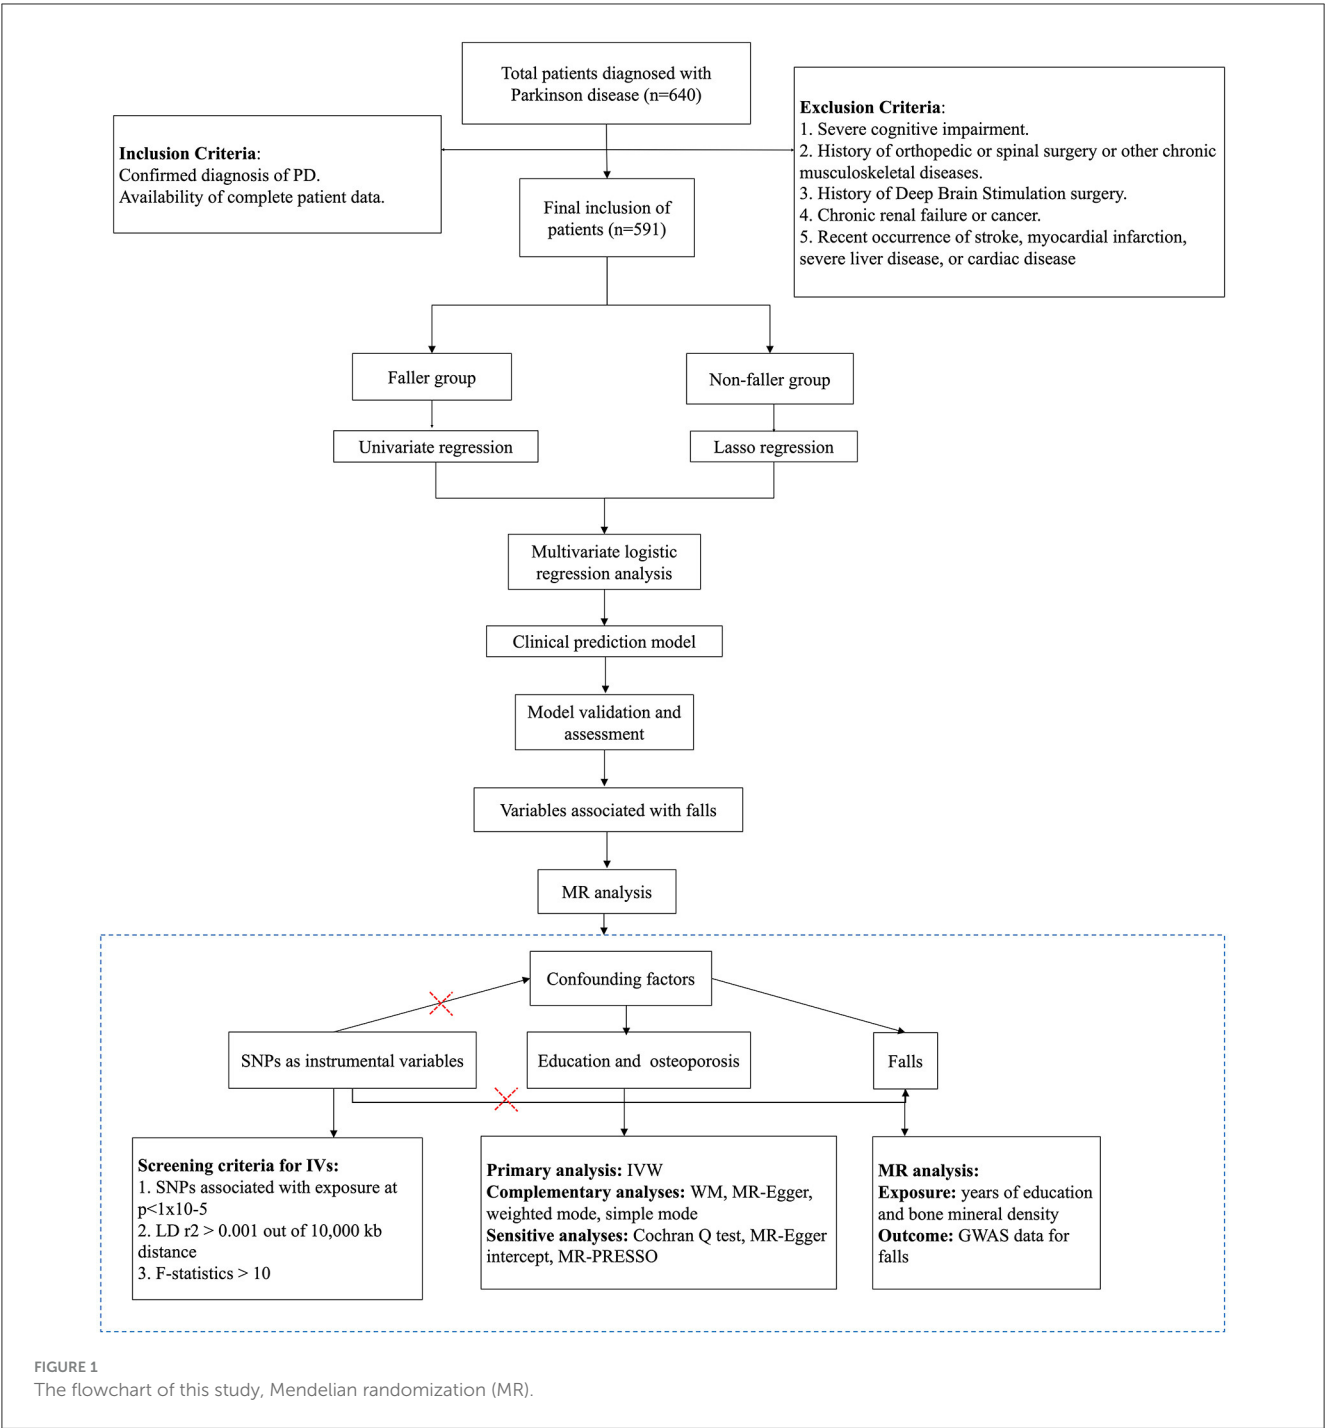 Total patients diagnosed with
Parkinson disease (n=640)
Inclusion Criteria:
Confirmed diagnosis of PD.
Availability of complete patient data.
Exclusion Criteria:
1. Severe cognitive impairment.
2. History of orthopedic or spinal surgery or other chronic
musculoskeletal diseases.
3. History of Deep Brain Stimulation surgery.
4. Chronic renal failure or cancer.
5. Recent occurrence of stroke, myocardial infarction,
severe liver disease, or cardiac disease
Final inclusion of
patients (n=591)
Faller group
Non-faller group
Univariate regression
Lasso regression
Multivariate logistic
regression analysis
Clinical prediction model
Model validation and
assessment
Variables associated with falls
MR analysis
Confounding factors
SNPs as instrumental variables
Education and osteoporosis
Falls
Screening criteria for IVs:
1. SNPs associated with exposure at
p<1x10-5
2. LD r2 > 0.001 out of 10,000 kb
distance
3. F-statistics > 10
Primary analysis: IVW
Complementary analyses: WM, MR-Egger,
weighted mode, simple mode
Sensitive analyses: Cochran Q test, MR-Egger
intercept, MR-PRESSO
MR analysis:
Exposure: years of education
and bone mineral density
Outcome: GWAS data for
falls
FIGURE 1
The flowchart of this study, Mendelian randomization (MR).